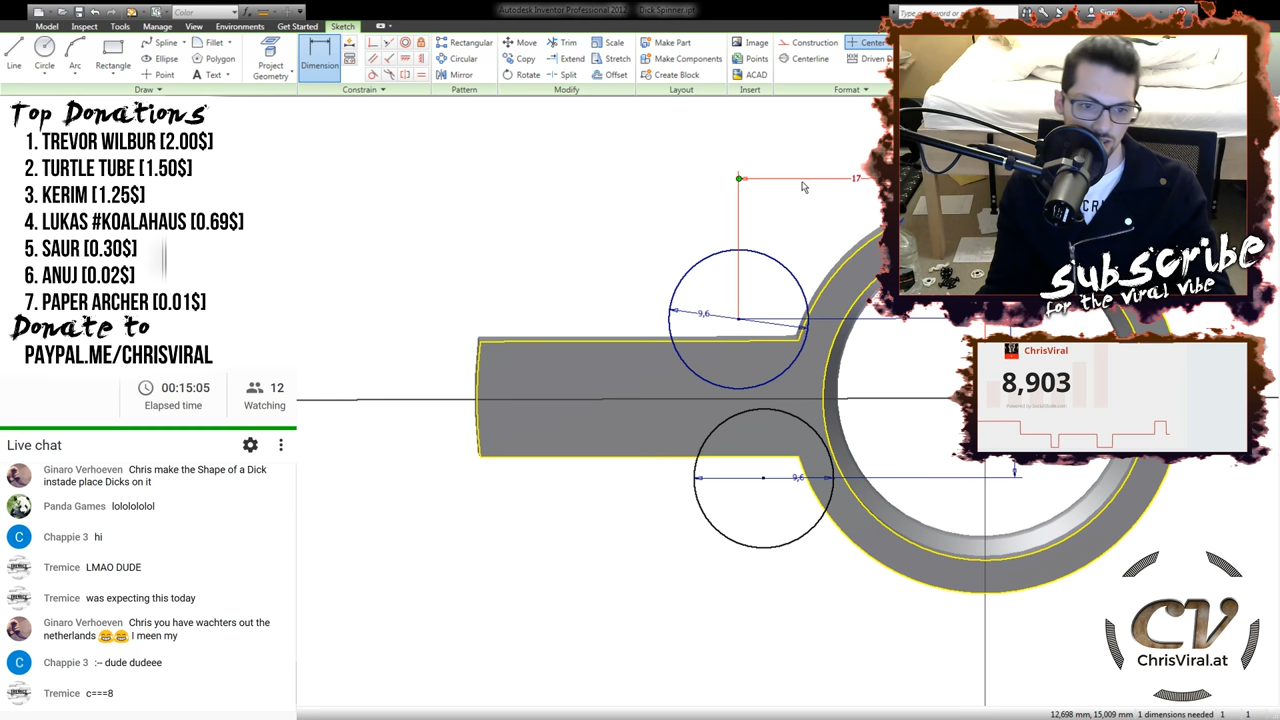 Color
Autodesk Inventor Professional 2012
Dick Spinner.ipt
Model
Inspect
Tools
Manage
View
Environments
Get Started
Sketch
Line
Circle
Arc
Rectangle
Spline
Ellipse
Point
Fillet
Polygon
Text
Project
Geometry
Dimension
Rectangular
Circular
Mirror
Move
Copy
Rotate
Trim
Extend
Split
Scale
Stretch
Offset
Make Part
Make Components
Create Block
Image
Points
ACAD
Construction
Centerline
Center
Driven
Draw
Constrain
Pattern
Modify
Layout
Insert
Format
Top Donations
1. TREVOR WILBUR [2.00$]
2. TURTLE TUBE [1.50$]
3. KERIM [1.25$]
4. LUKAS #KOALAHAUS [0.69$]
5. SAUR [0.30$]
6. ANUJ [0.02$]
7. PAPER ARCHER [0.01$]
Donate to
PAYPAL.ME/CHRISVIRAL
00:15:05
Elapsed time
12
Watching
Live chat
Ginaro Verhoeven Chris make the Shape of a Dick
instade place Dicks on it
Panda Games lolololololol
C Chappie 3 hi
Tremice LMAO DUDE
Tremice was expecting this today
Ginaro Verhoeven Chris you have wachters out the
netherlands 😂😂 I meen my
C Chappie 3 :-- dude dudeee
Tremice c===8
17
9,6
9,6
SUBSCRIBE
for the viral vibe
ChrisViral
8,903
CV
ChrisViral.at
12,698 mm, 15,009 mm 1 dimensions needed 1 1